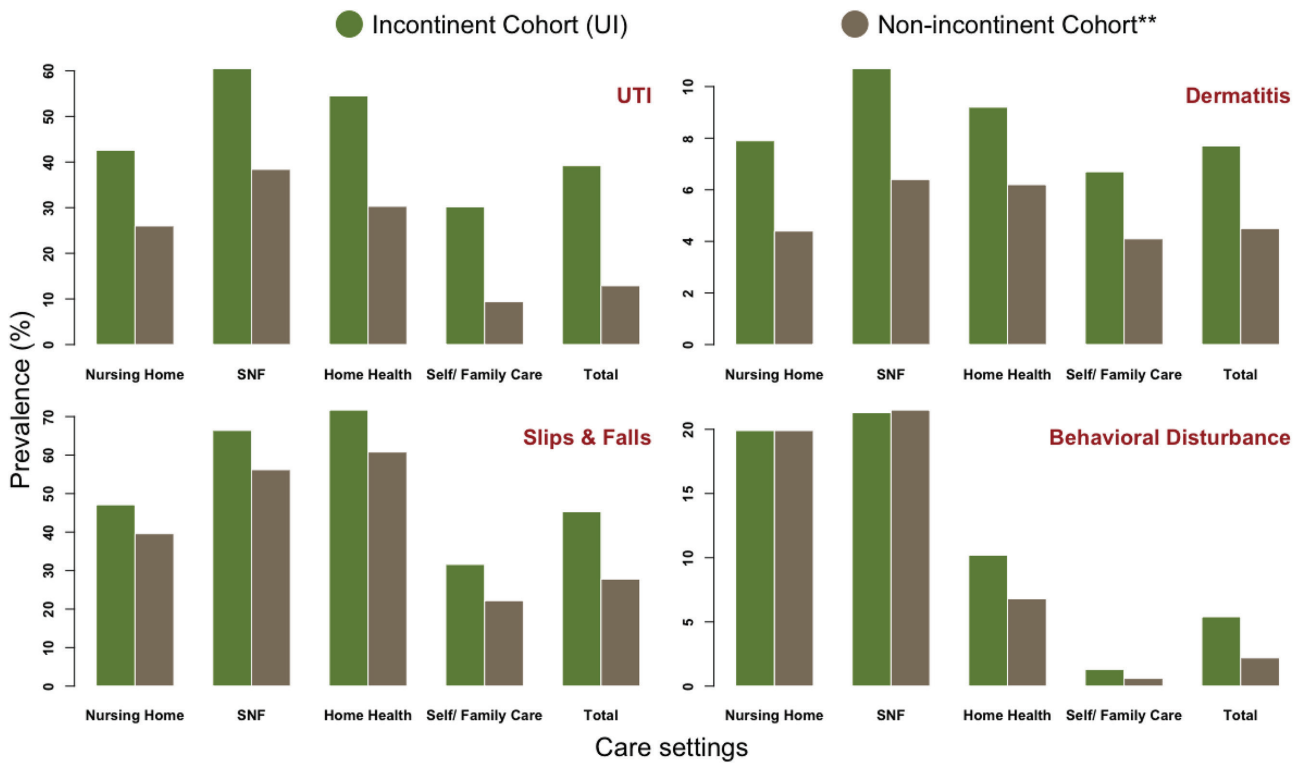 Incontinent Cohort (UI)
Non-incontinent Cohort**
Prevalence (%)
UTI
60
50
40
30
20
10
0
Nursing Home
SNF
Home Health
Self/ Family Care
Total
Dermatitis
10
8
6
4
2
0
Nursing Home
SNF
Home Health
Self/ Family Care
Total
Slips & Falls
70
60
50
40
30
20
10
0
Nursing Home
SNF
Home Health
Self/ Family Care
Total
Behavioral Disturbance
20
15
10
5
0
Nursing Home
SNF
Home Health
Self/ Family Care
Total
Care settings